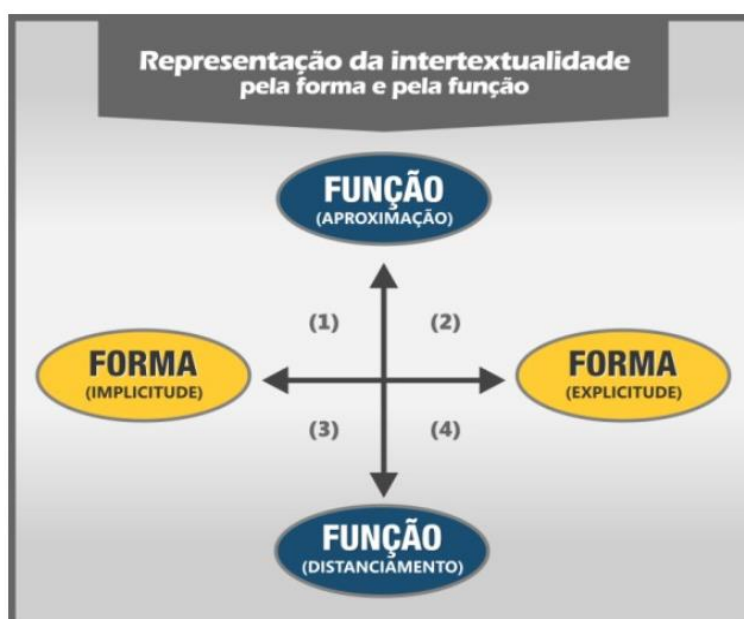 Representação da intertextualidade
pela forma e pela função
FUNÇÃO
(APROXIMAÇÃO)
(1) (2)
FORMA
(IMPLICITUDE)
FORMA
(EXPLICITUDE)
(3) (4)
FUNÇÃO
(DISTANCIAMENTO)